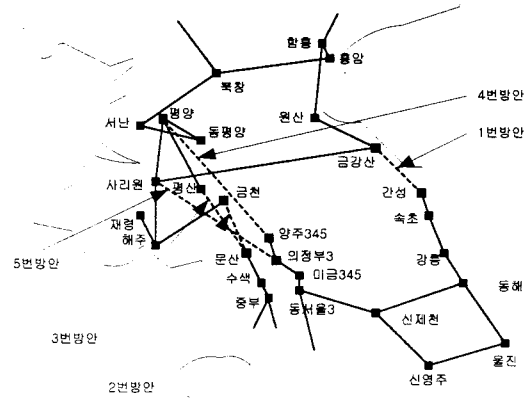 함흥
흥암
북창
평양
서난
동평양
원산
4번방안
1번방안
금강산
사리원
평산
금천
간성
재령
해주
속초
양주345
5번방안
문산
의정부3
강릉
수색
미금345
동해
중부
동서울3
신제천
3번방안
울진
신영주
2번방안